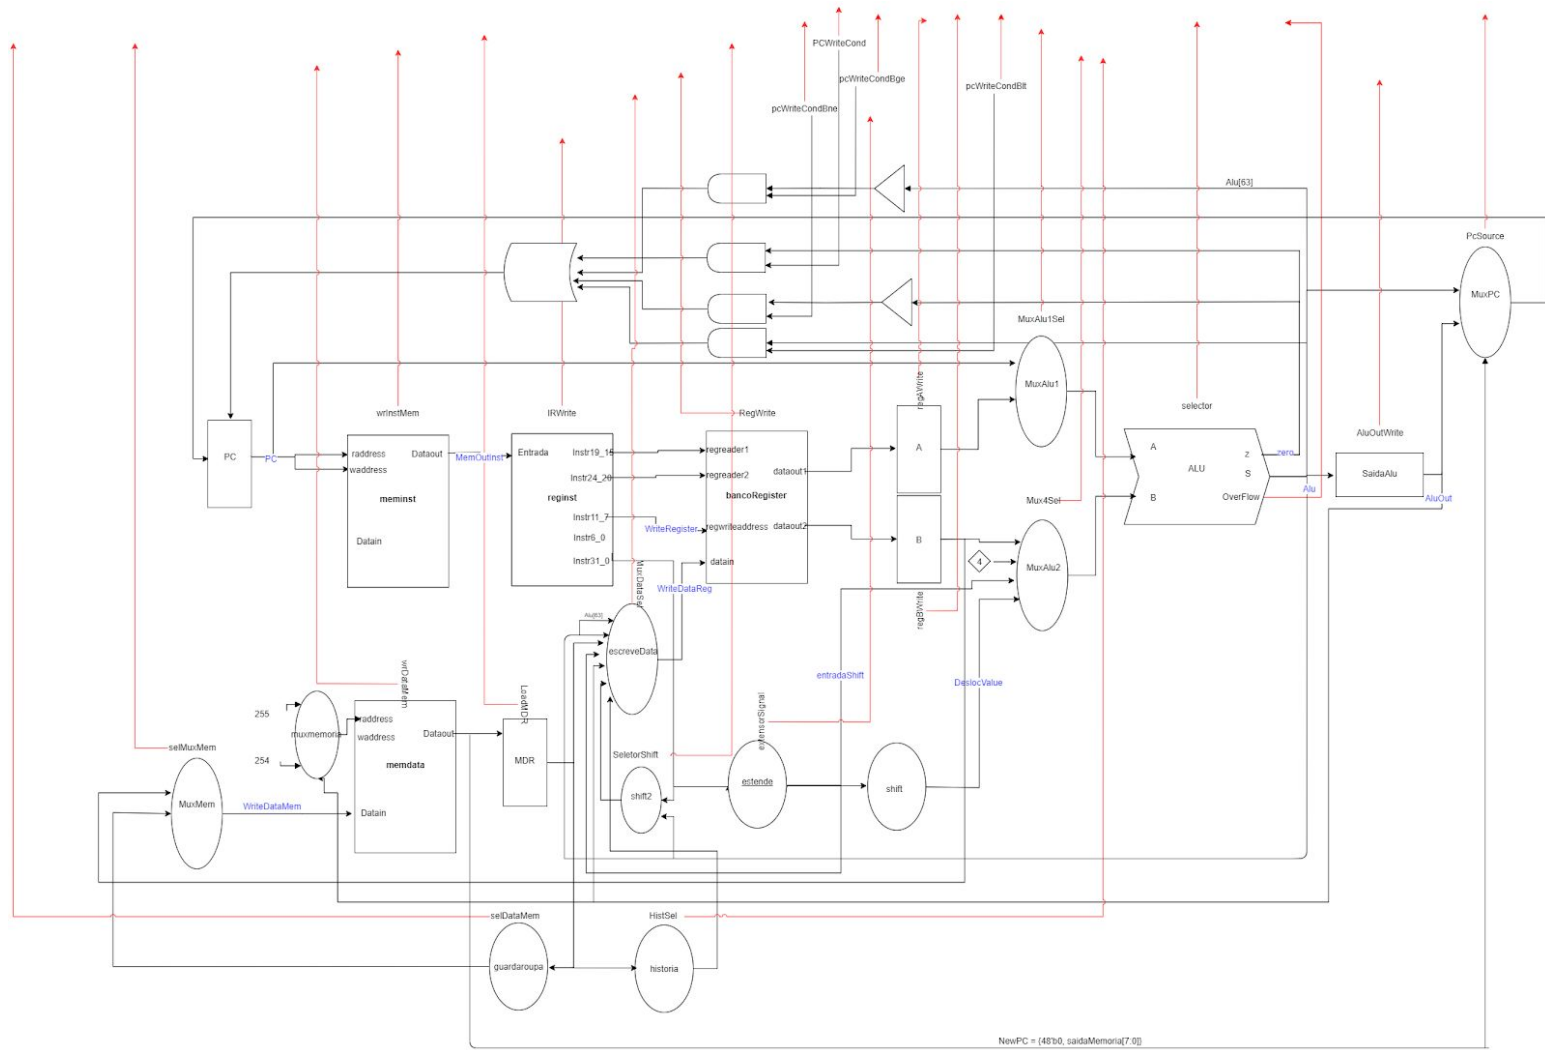 PCWriteCond
pcWriteCondBge
pcWriteCondBlt
pcWriteCondBne
Alu[63]
PcSource
MuxPC
MuxAlu1Sel
regAWrite
MuxAlu1
wrInstMem
IRWrite
RegWrite
selector
AluOutWrite
PC
PC
raddress
waddress
Dataout
meminst
Datain
MemOutInst
Entrada
Instr19_15
Instr24_20
reginst
Instr11_7
Instr6_0
Instr31_0
WriteRegister
regreader1
regreader2
dataout1
bancoRegister
regwriteaddress
dataout2
datain
A
B
A
ALU
B
z
S
OverFlow
zero
Alu
SaidaAlu
AluOut
Mux4Sel
4
MuxAlu2
MuxDataSel
WriteDataReg
regBWrite
Alu[63]
escreveData
entradaShift
DeslocValue
wrDataMem
LoadMDR
extensorSignal
255
muxmemoria
254
raddress
waddress
Dataout
memdata
Datain
MDR
SeletorShift
shift2
estende
shift
selMuxMem
MuxMem
WriteDataMem
selDataMem
HistSel
guardaroupa
historia
NewPC = {48'b0, saidaMemoria[7:0]}